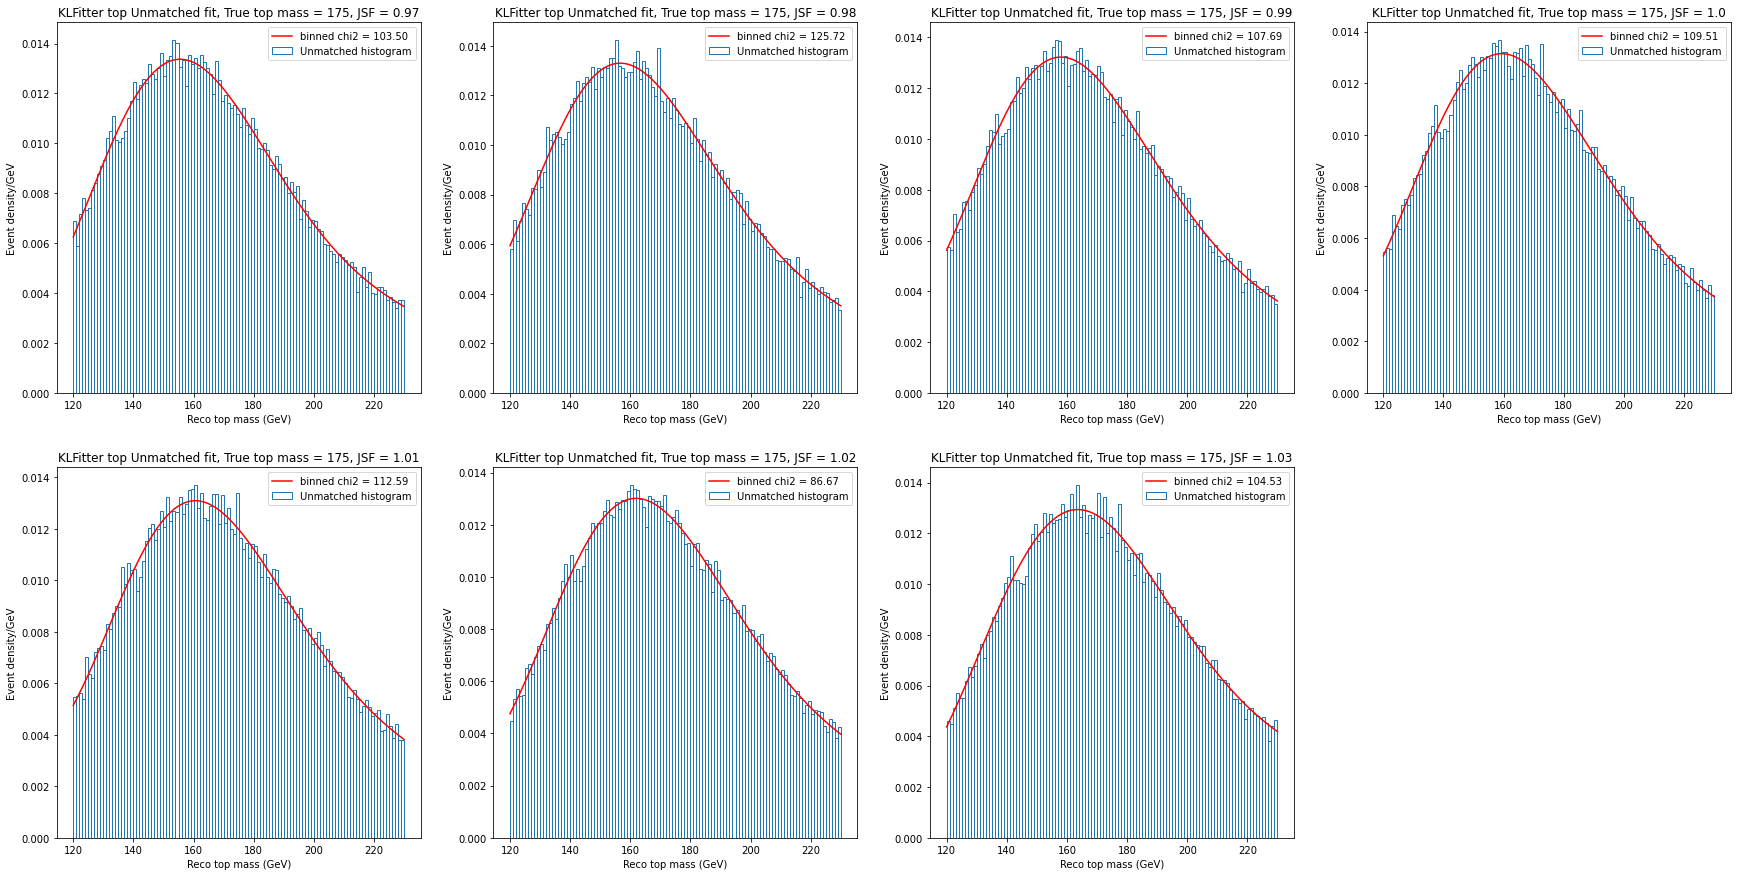 KLFitter top Unmatched fit, True top mass = 175, JSF = 0.97
binned chi2 = 103.50
Unmatched histogram
Event density/GeV
0.014
0.012
0.010
0.008
0.006
0.004
0.002
0.000
120 140 160 180 200 220
Reco top mass (GeV)
KLFitter top Unmatched fit, True top mass = 175, JSF = 0.98
binned chi2 = 125.72
Unmatched histogram
Event density/GeV
0.014
0.012
0.010
0.008
0.006
0.004
0.002
0.000
120 140 160 180 200 220
Reco top mass (GeV)
KLFitter top Unmatched fit, True top mass = 175, JSF = 0.99
binned chi2 = 107.69
Unmatched histogram
Event density/GeV
0.014
0.012
0.010
0.008
0.006
0.004
0.002
0.000
120 140 160 180 200 220
Reco top mass (GeV)
KLFitter top Unmatched fit, True top mass = 175, JSF = 1.0
binned chi2 = 109.51
Unmatched histogram
Event density/GeV
0.014
0.012
0.010
0.008
0.006
0.004
0.002
0.000
120 140 160 180 200 220
Reco top mass (GeV)
KLFitter top Unmatched fit, True top mass = 175, JSF = 1.01
binned chi2 = 112.59
Unmatched histogram
Event density/GeV
0.014
0.012
0.010
0.008
0.006
0.004
0.002
0.000
120 140 160 180 200 220
Reco top mass (GeV)
KLFitter top Unmatched fit, True top mass = 175, JSF = 1.02
binned chi2 = 86.67
Unmatched histogram
Event density/GeV
0.014
0.012
0.010
0.008
0.006
0.004
0.002
0.000
120 140 160 180 200 220
Reco top mass (GeV)
KLFitter top Unmatched fit, True top mass = 175, JSF = 1.03
binned chi2 = 104.53
Unmatched histogram
Event density/GeV
0.014
0.012
0.010
0.008
0.006
0.004
0.002
0.000
120 140 160 180 200 220
Reco top mass (GeV)